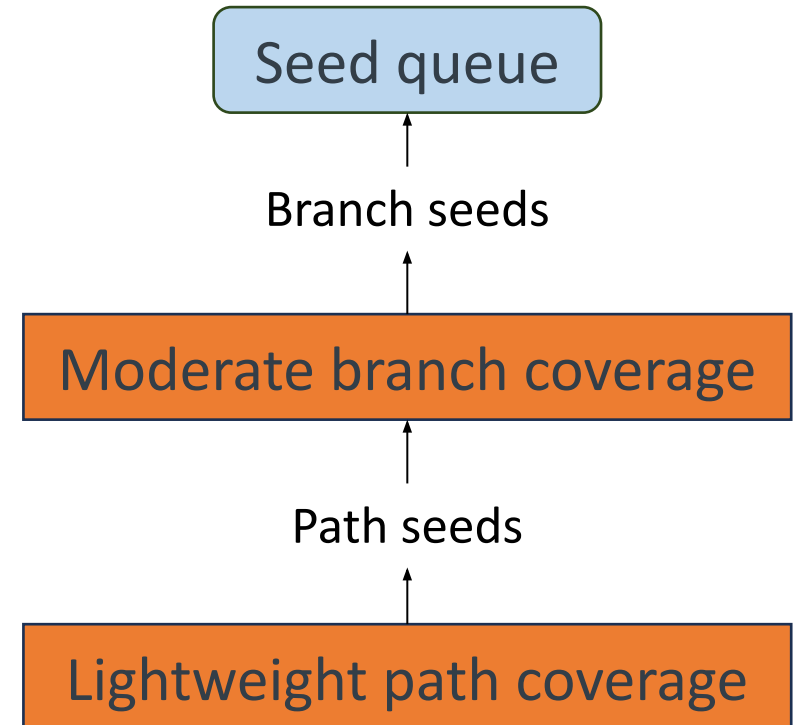 Seed queue
Branch seeds
Moderate branch coverage
Path seeds
Lightweight path coverage